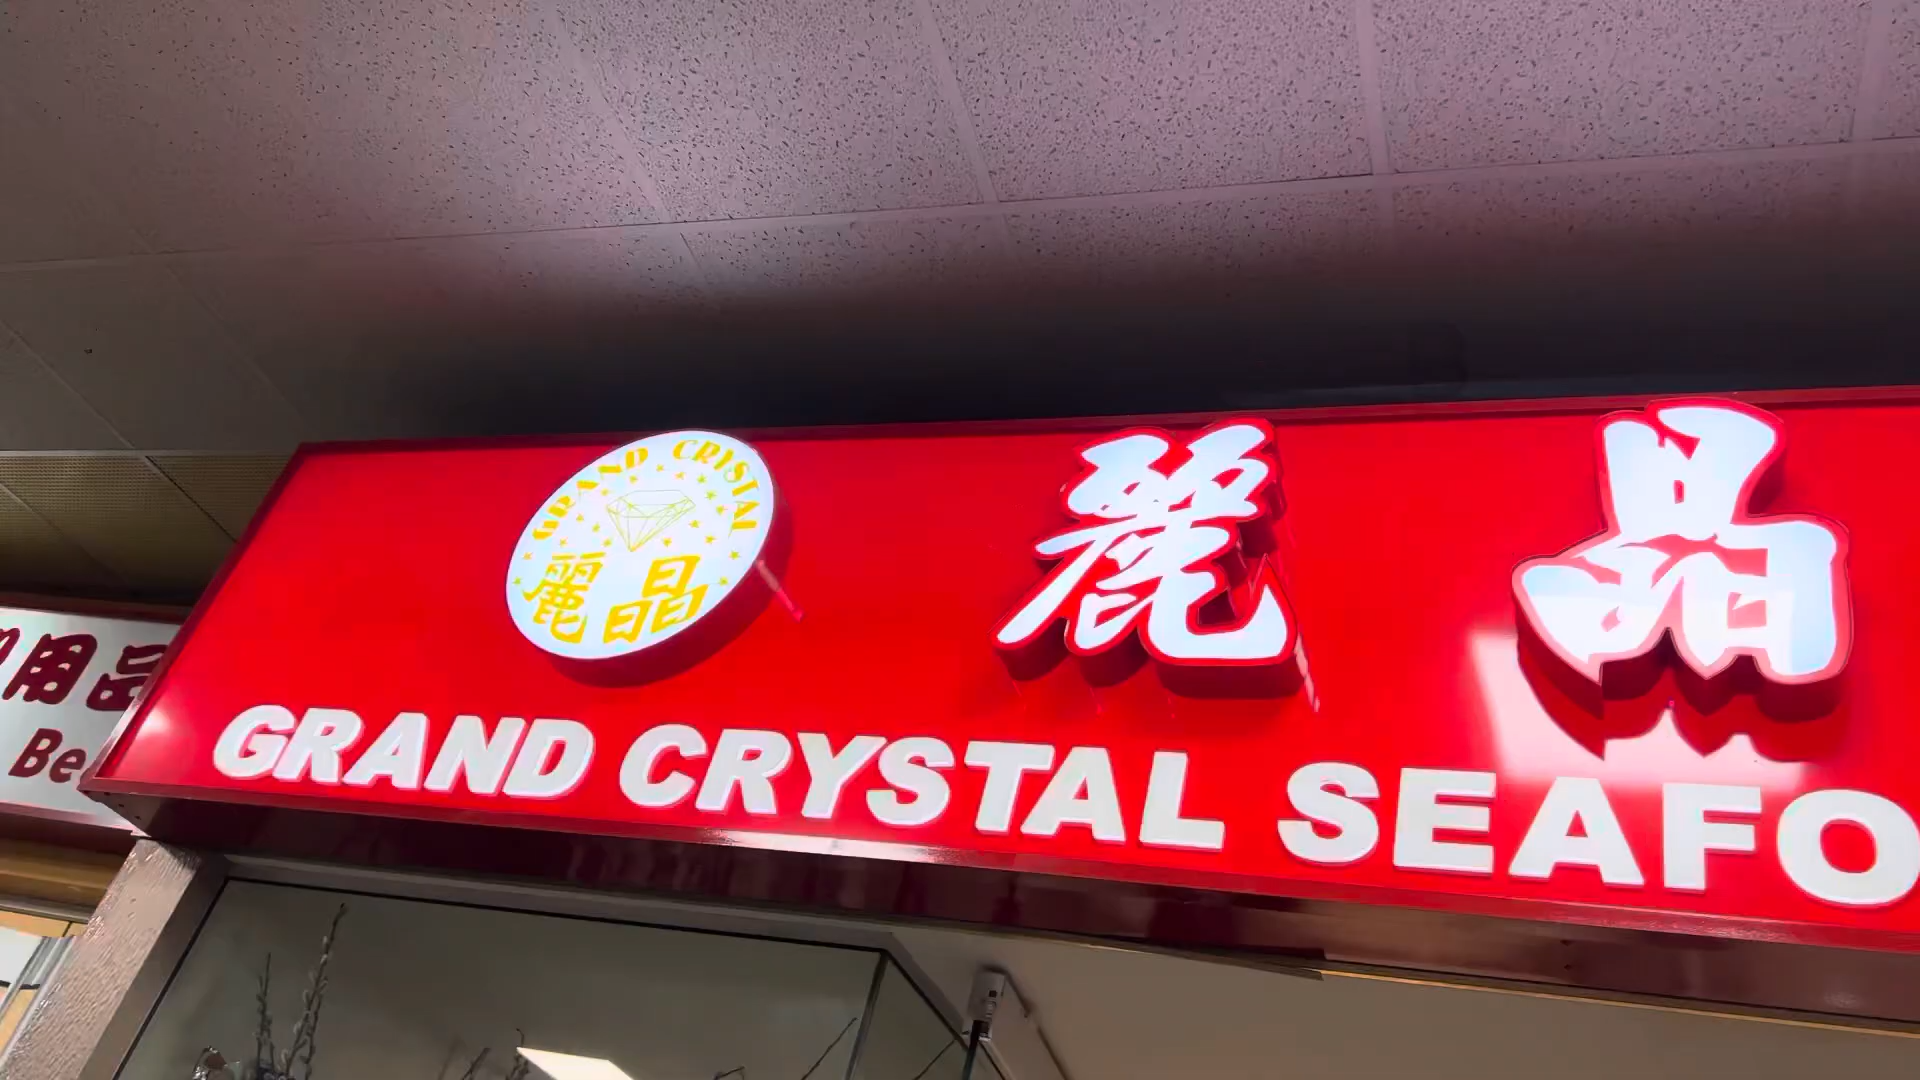 GRAND CRYSTAL
麗晶
麗晶
GRAND CRYSTAL SEAFO
用品
Be